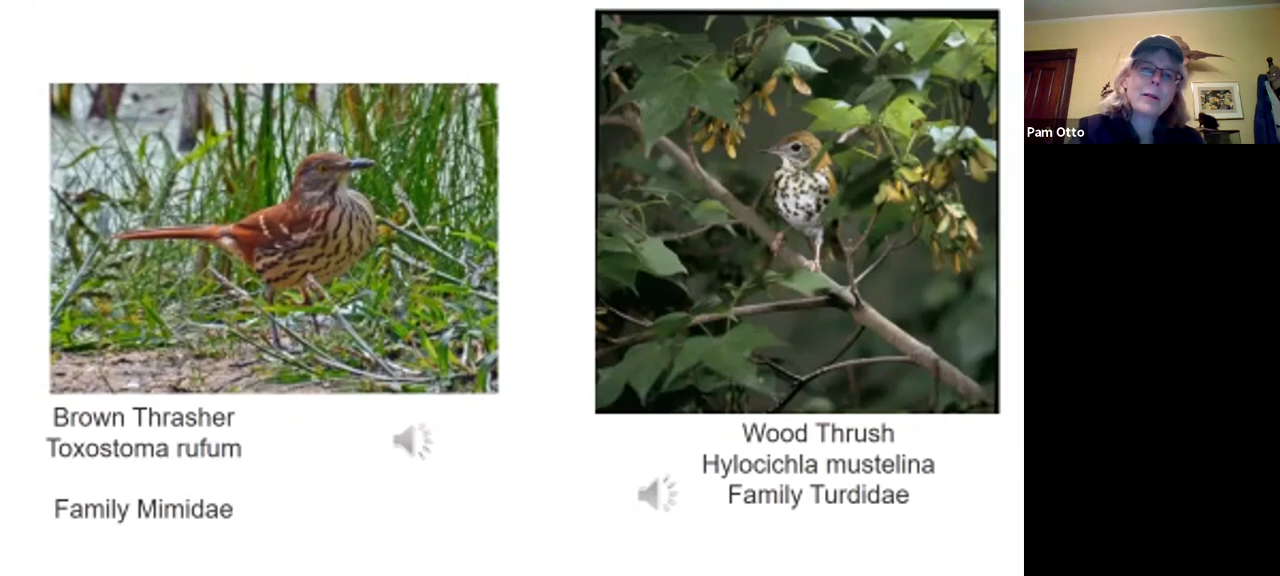 Brown Thrasher
Toxostoma rufum
Family Mimidae
Wood Thrush
Hylocichla mustelina
Family Turdidae
Pam Otto